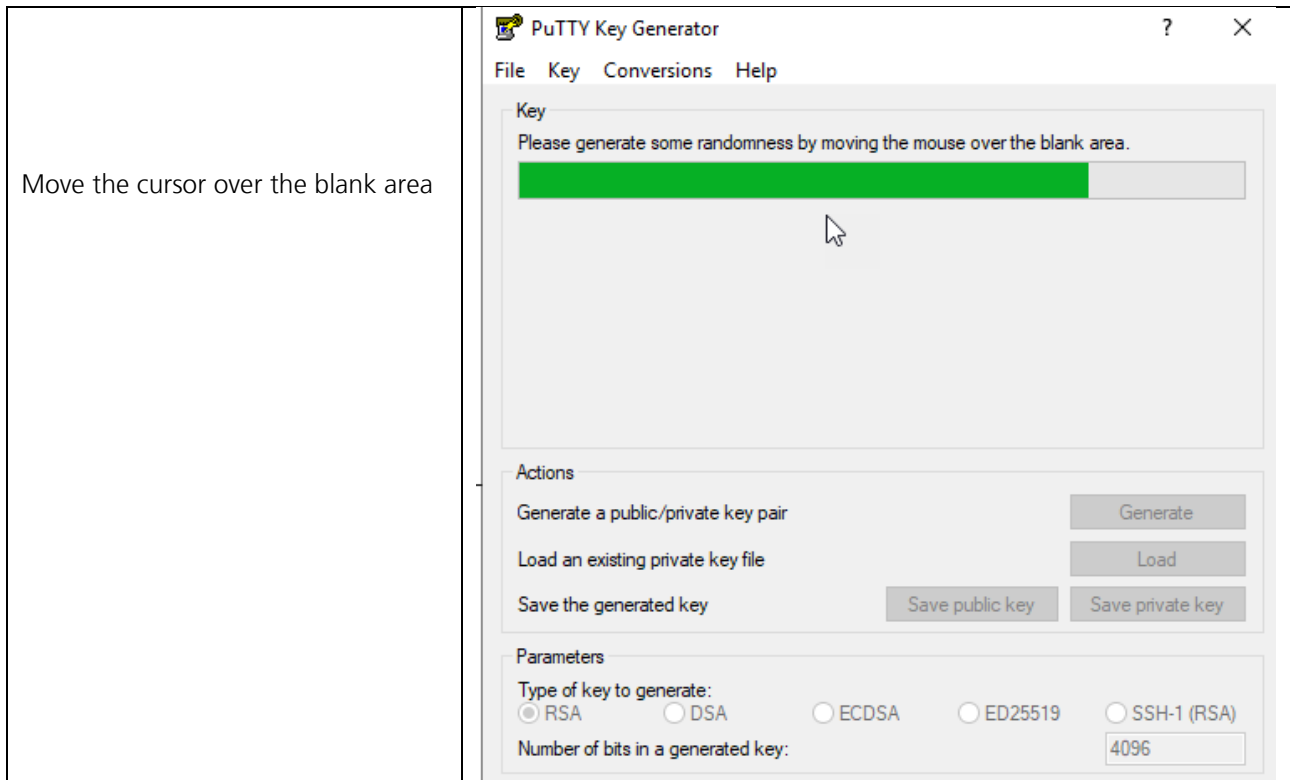 Move the cursor over the blank area
PuTTY Key Generator ?
File Key Conversions Help
Key
Please generate some randomness by moving the mouse over the blank area.
Actions
Generate a public/private key pair Generate
Load an existing private key file Load
Save the generated key Save public key Save private key
Parameters
Type of key to generate:
RSA DSA ECDSA ED25519 SSH-1 (RSA)
Number of bits in a generated key: 4096